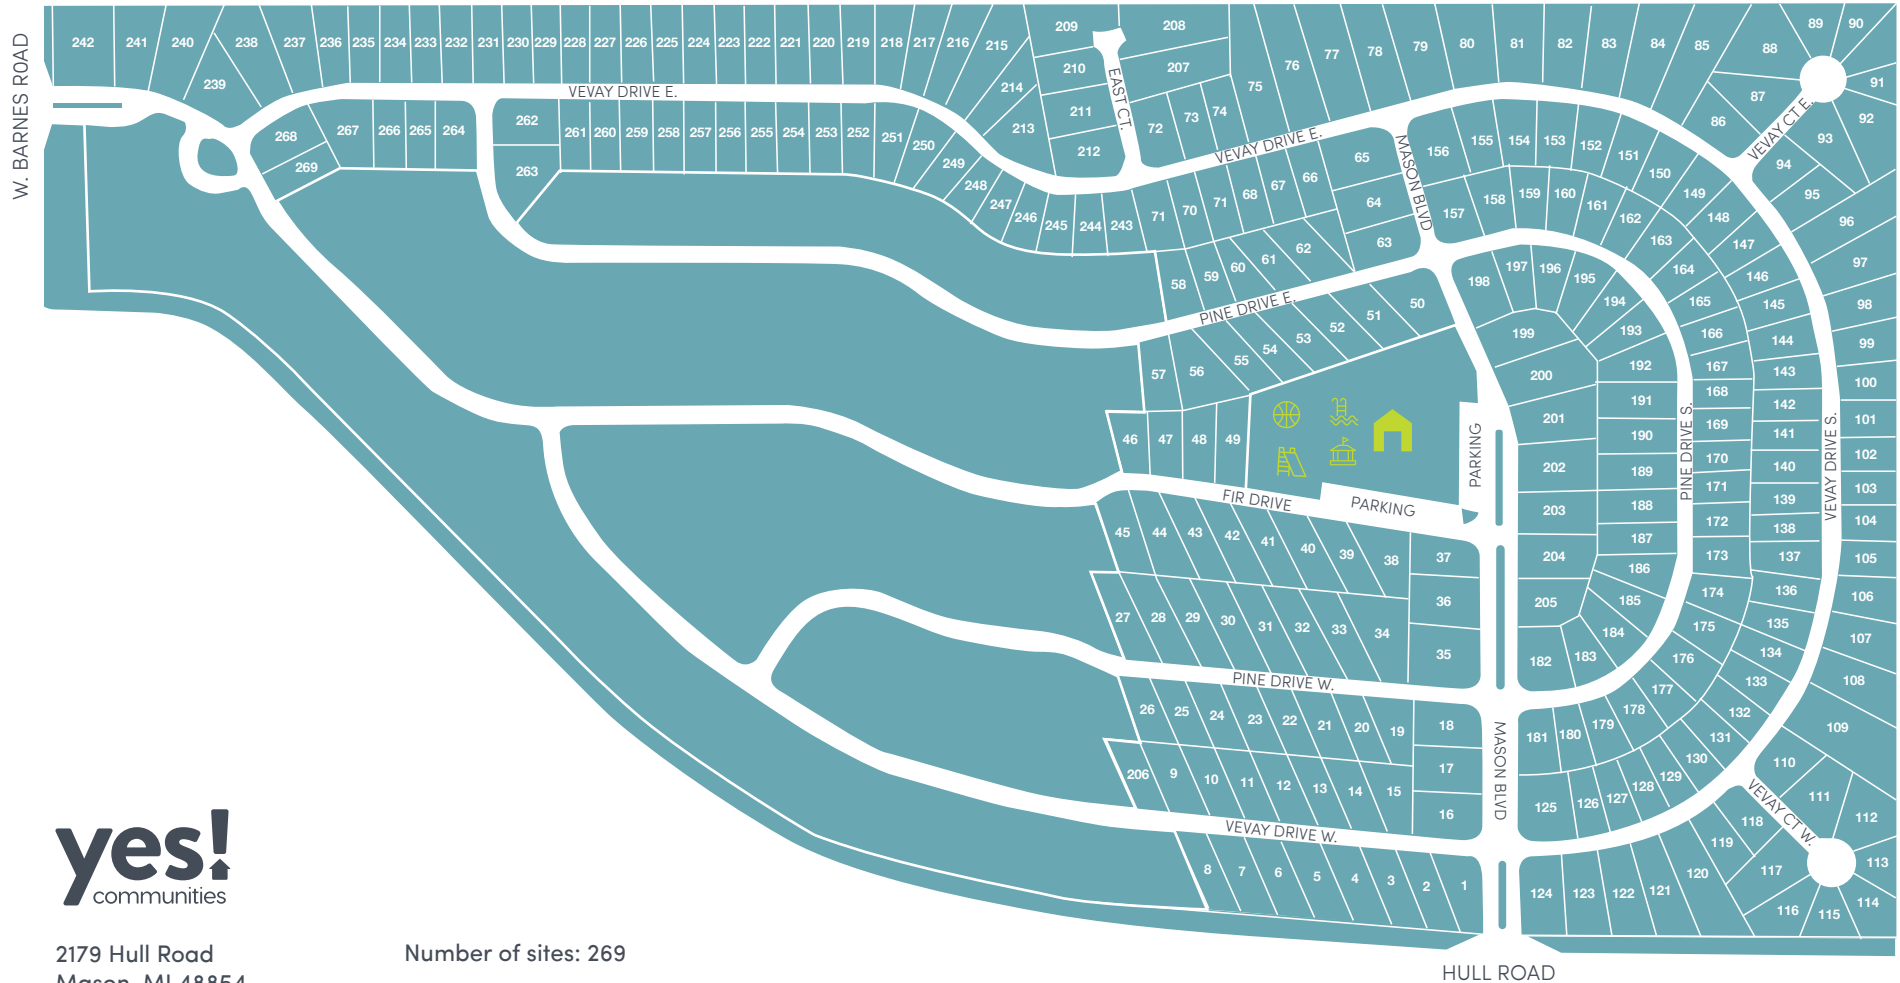 242 241 240 238 237 236 235 234 233 232 231 230 229 228 227 226 225 224 223 222 221 220 219 218 217 216 215 209 208 76 77 78 79 80 81 82 83 84 85 88 89 90
239 214 210 207 75 87 91
W. BARNES ROAD
VEVAY DRIVE E.
EAST CT.
268 267 266 265 264 262 261 260 259 258 257 256 255 254 253 252 251 250 213 211 72 73 74 86 92 93
269 263 249 212
VEVAY DRIVE E.
MASON BLVD
VEVAY CT E.
65 156 155 154 153 152 151 150 149 94 95 96
248 247 246 245 244 243 71 70 71 68 67 66 64 63 157 158 159 160 161 162 163 148 147 97
58 59 60 61 62 198 197 196 195 194 164 146 98
PINE DRIVE E.
57 56 55 54 53 52 51 50 199 193 165 145 99
200 192 166 144 100
46 47 48 49 201 191 167 143 101
190 168 142 102
PARKING
PINE DRIVE S.
VEVAY DRIVE S.
202 189 169 141 103
203 188 170 140 104
FIR DRIVE
PARKING
45 44 43 42 41 40 39 38 37 204 187 171 139 105
36 186 172 138 106
27 28 29 30 31 32 33 34 35 205 185 173 137 107
182 183 184 174 136 108
PINE DRIVE W.
175 135 109
176 134
177 133
26 25 24 23 22 21 20 19 18 181 180 179 178 132 110
MASON BLVD
131 111
206 9 10 11 12 13 14 15 17 16 125 126 127 128 129 130 118 112
VEVAY CT W.
VEVAY DRIVE W.
8 7 6 5 4 3 2 1 124 123 122 121 120 119 117 116 115 114 113
yes!
communities
2179 Hull Road
Mason, MI 48854
Number of sites: 269
HULL ROAD